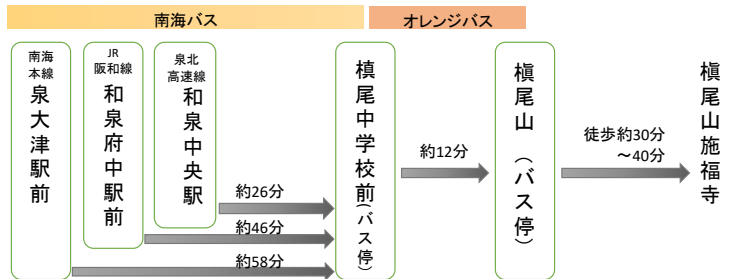 南海バス
オレンジバス
南海
本線
泉大津駅前
JR
阪和線
和泉府中駅前
泉北
高速線
和泉中央駅
槙尾中学校前(バス停)
槇尾山（バス停）
槇尾山施福寺
約26分
約46分
約58分
約12分
徒歩約30分
～40分